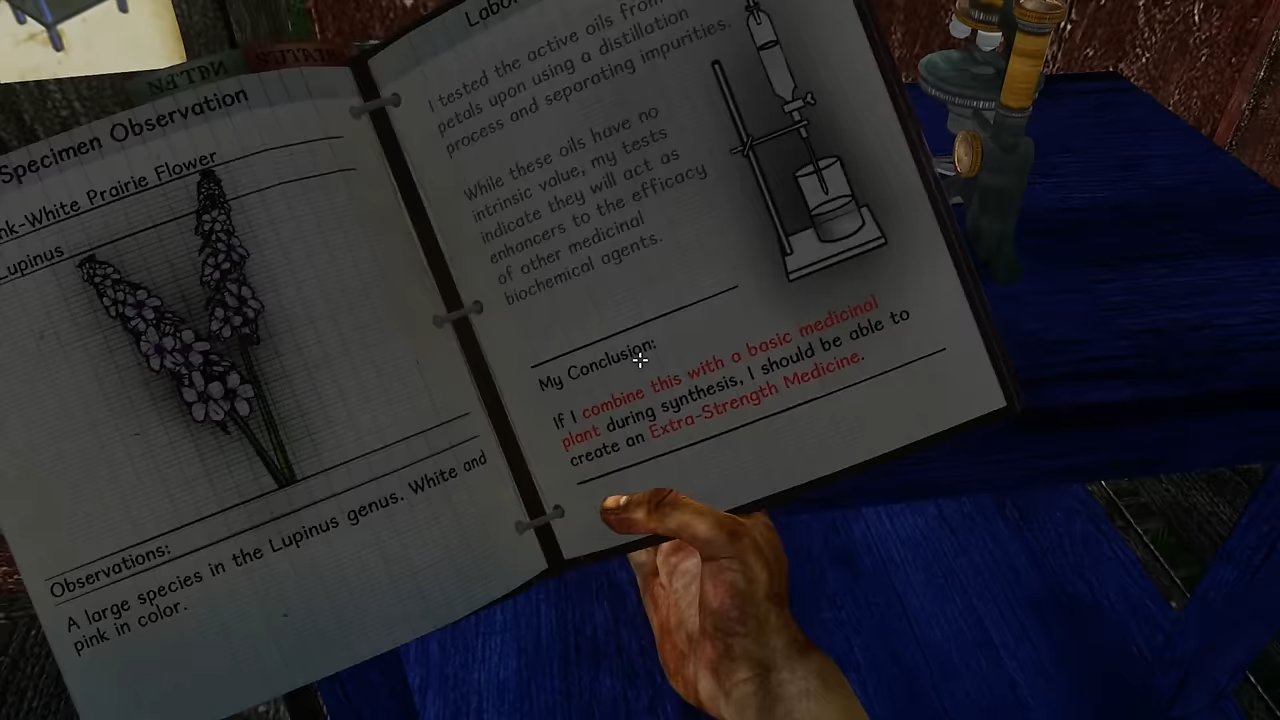 Specimen Observation
Prairie Flower
Lupinus
Observations:
A large species in the Lupinus genus. White and
pink in color.
I tested the active oils from
petals upon using a distillation
process and separating impurities.
While these oils have no
intrinsic value, my tests
indicate they will act as
enhancers to the efficacy
of other medicinal
biochemical agents.
My Conclusion:
If I combine this with a basic medicinal
plant during synthesis, I should be able to
create an Extra-Strength Medicine.